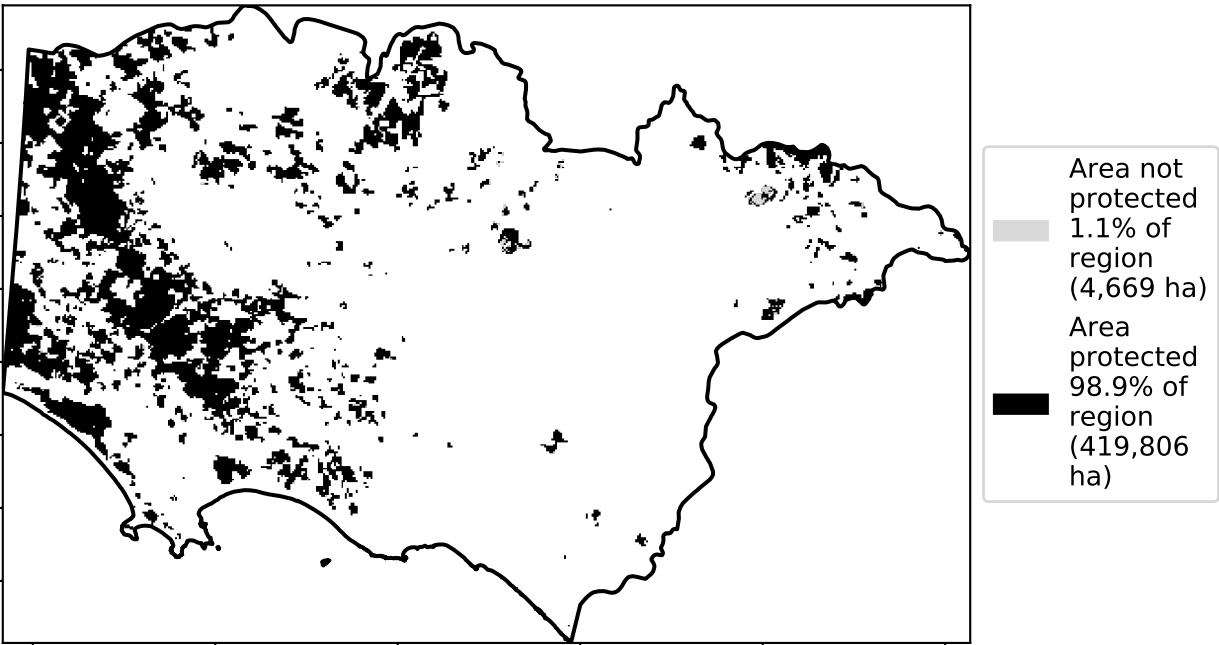 Area not
protected
1.1% of
region
(4,669 ha)
Area
protected
98.9% of
region
(419,806
ha)